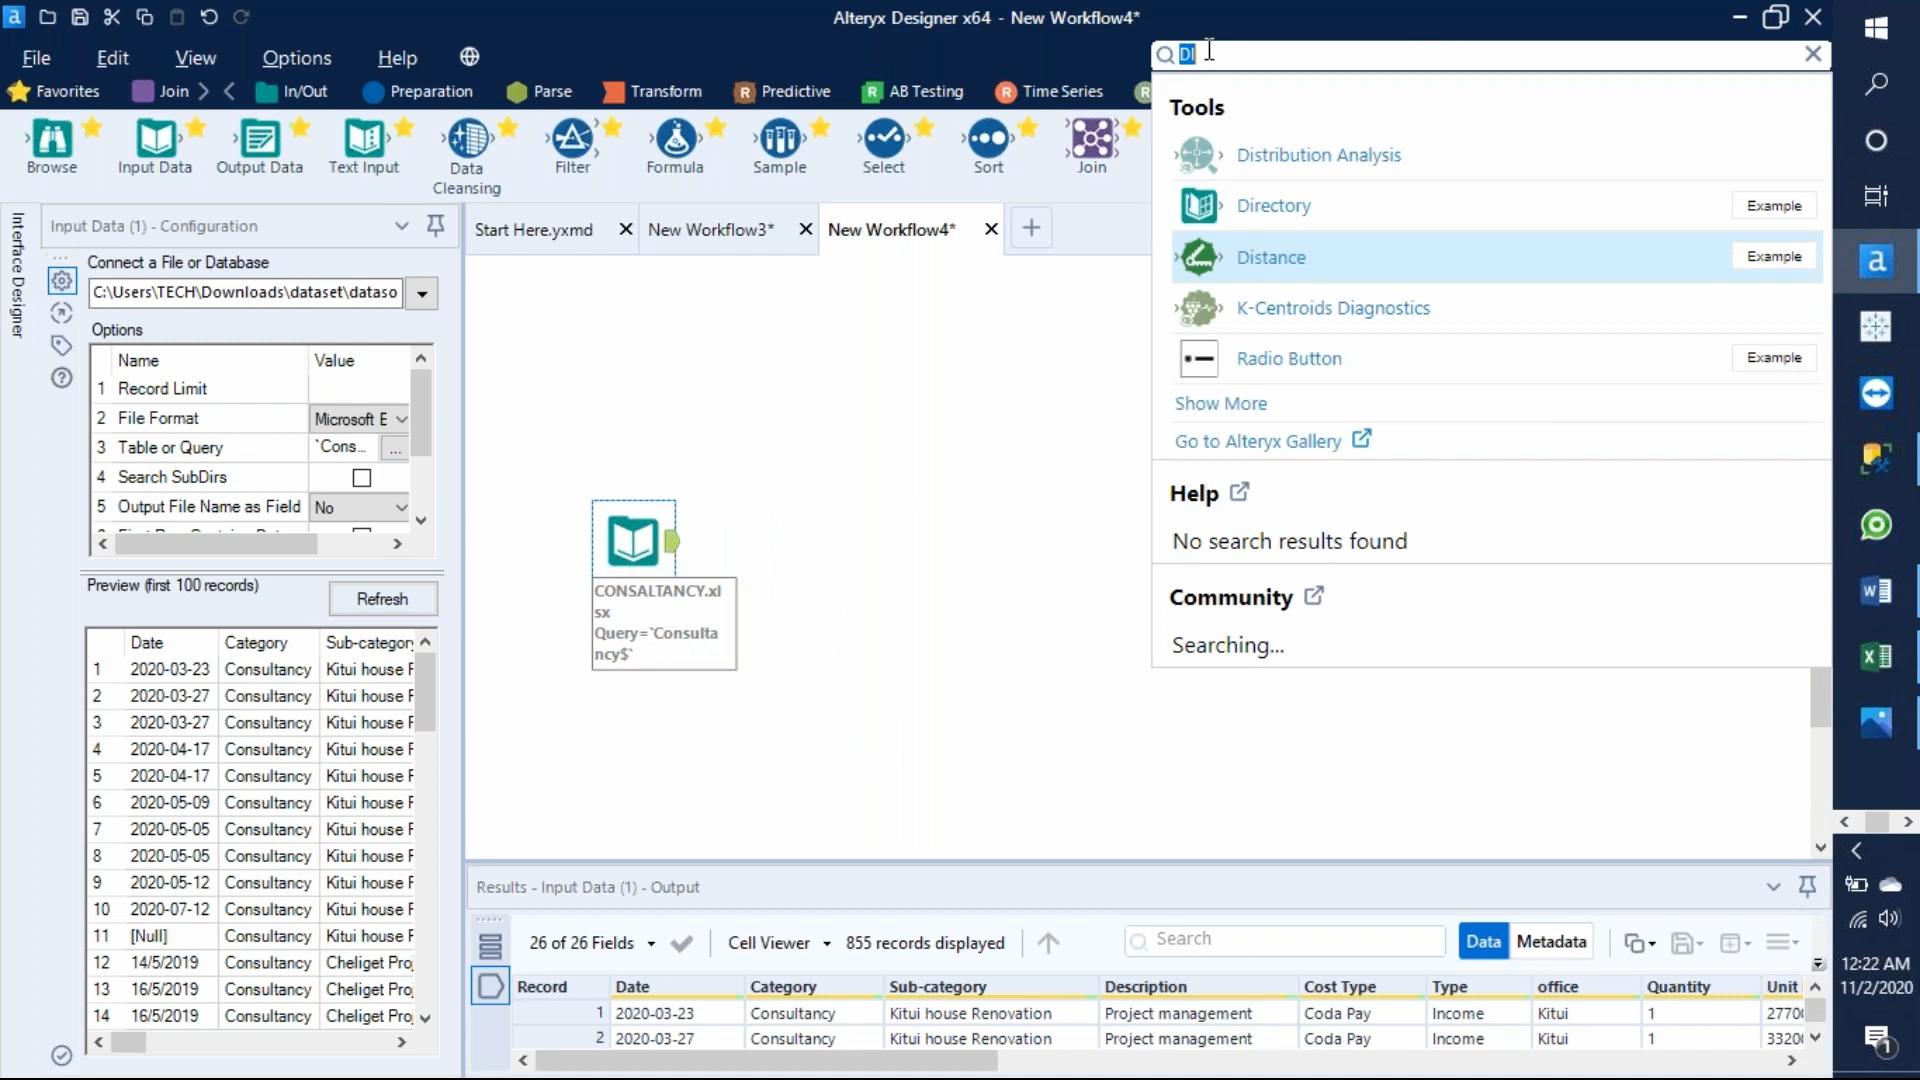 Alteryx Designer x64 - New Workflow4*
File Edit View Options Help
DI
Favorites Join In/Out Preparation Parse Transform Predictive AB Testing Time Series
Browse Input Data Output Data Text Input Data Cleansing Filter Formula Sample Select Sort Join
Tools
Distribution Analysis
Directory Example
Distance Example
K-Centroids Diagnostics
Radio Button Example
Show More
Go to Alteryx Gallery
Help
No search results found
Community
Searching...
Interface Designer
Input Data (1) - Configuration
Connect a File or Database
C:\Users\TECH\Downloads\dataset\dataso
Options
Name Value
1 Record Limit
2 File Format Microsoft E
3 Table or Query `Cons... ...
4 Search SubDirs
5 Output File Name as Field No
Preview (first 100 records)
Refresh
Date Category Sub-category
1 2020-03-23 Consultancy Kitui house F
2 2020-03-27 Consultancy Kitui house F
3 2020-03-27 Consultancy Kitui house F
4 2020-04-17 Consultancy Kitui house F
5 2020-04-17 Consultancy Kitui house F
6 2020-05-09 Consultancy Kitui house F
7 2020-05-05 Consultancy Kitui house F
8 2020-05-05 Consultancy Kitui house F
9 2020-05-12 Consultancy Kitui house F
10 2020-07-12 Consultancy Kitui house F
11 [Null] Consultancy Kitui house F
12 14/5/2019 Consultancy Cheliget Proj
13 16/5/2019 Consultancy Cheliget Proj
14 16/5/2019 Consultancy Cheliget Proj
Start Here.yxmd New Workflow3* New Workflow4*
CONSALTANCY.xl
sx
Query=`Consulta
ncy$`
Results - Input Data (1) - Output
26 of 26 Fields Cell Viewer 855 records displayed Search Data Metadata
Record Date Category Sub-category Description Cost Type Type office Quantity Unit
1 2020-03-23 Consultancy Kitui house Renovation Project management Coda Pay Income Kitui 1 2770
2 2020-03-27 Consultancy Kitui house Renovation Project management Coda Pay Income Kitui 1 3320
12:22 AM
11/2/2020
1